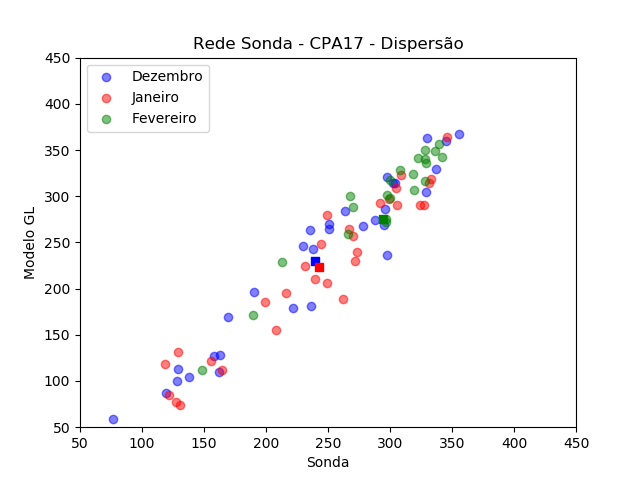 Rede Sonda - CPA17 - Dispersão
450
400
350
300
250
200
150
100
50
Modelo GL
Dezembro
Janeiro
Fevereiro
50 100 150 200 250 300 350 400 450
Sonda